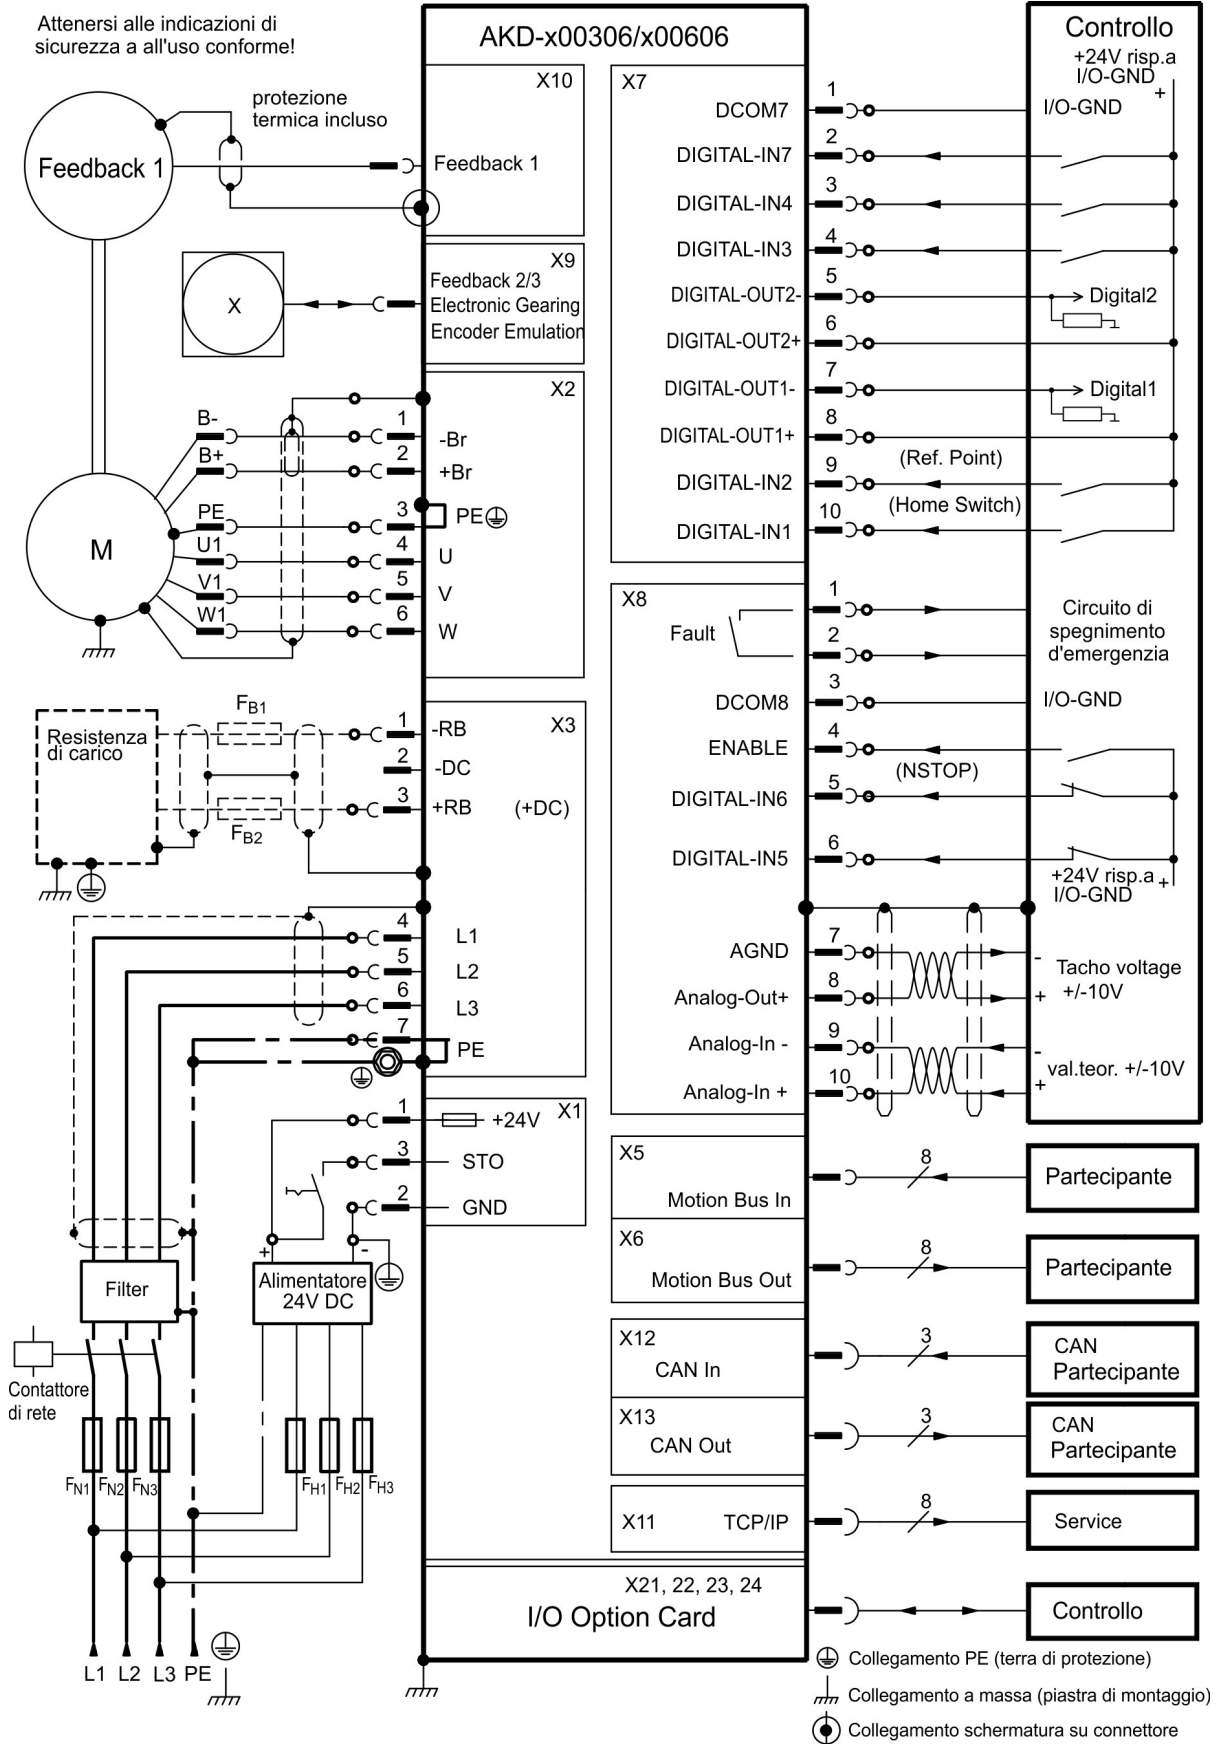 Attenersi alle indicazioni di
sicurezza a all'uso conforme!
AKD-x00306/x00606
Controllo
+24V risp.a
I/O-GND
+
I/O-GND
protezione
termica incluso
Feedback 1
X10
Feedback 1
X9
Feedback 2/3
Electronic Gearing
Encoder Emulation
X
X2
B-
1
-Br
B+
2
+Br
PE
3
PE
U1
4
U
V1
5
V
W1
6
W
M
X7
DCOM7
1
DIGITAL-IN7
2
DIGITAL-IN4
3
DIGITAL-IN3
4
DIGITAL-OUT2-
5
Digital2
DIGITAL-OUT2+
6
DIGITAL-OUT1-
7
Digital1
DIGITAL-OUT1+
8
(Ref. Point)
DIGITAL-IN2
9
(Home Switch)
DIGITAL-IN1
10
X8
Fault
1
2
Circuito di
spegnimento
d'emergenzia
DCOM8
3
I/O-GND
ENABLE
4
(NSTOP)
DIGITAL-IN6
5
DIGITAL-IN5
6
+24V risp.a
I/O-GND
+
AGND
7
-
Tacho voltage
+/-10V
Analog-Out+
8
+
Analog-In -
9
-
val.teor. +/-10V
Analog-In +
10
+
Resistenza
di carico
FB1
FB2
X3
1
-RB
2
-DC
3
+RB
(+DC)
4
L1
5
L2
6
L3
7
PE
X1
1
+24V
3
STO
2
GND
+
-
Filter
Alimentatore
24V DC
Contattore
di rete
FN1
FN2
FN3
FH1
FH2
FH3
L1
L2
L3
PE
X5
Motion Bus In
8
Partecipante
X6
Motion Bus Out
8
Partecipante
X12
CAN In
3
CAN
Partecipante
X13
CAN Out
3
CAN
Partecipante
X11
TCP/IP
8
Service
X21, 22, 23, 24
I/O Option Card
Controllo
Collegamento PE (terra di protezione)
Collegamento a massa (piastra di montaggio)
Collegamento schermatura su connettore